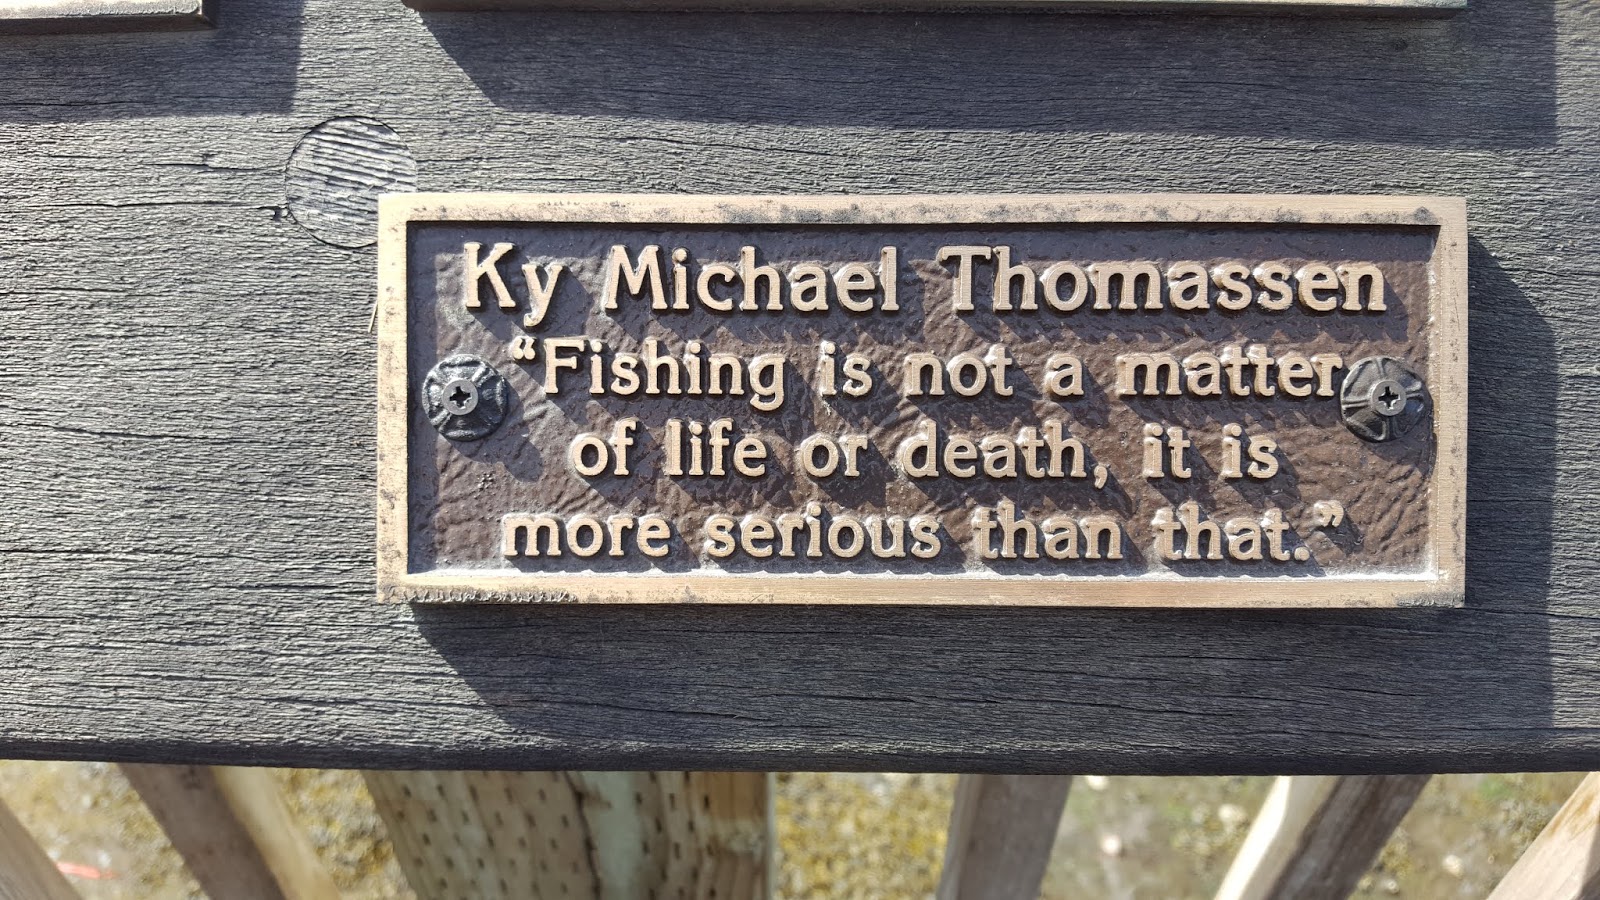 Ky Michael Thomassen
“Fishing is not a matter
of life or death, it is
more serious than that.”